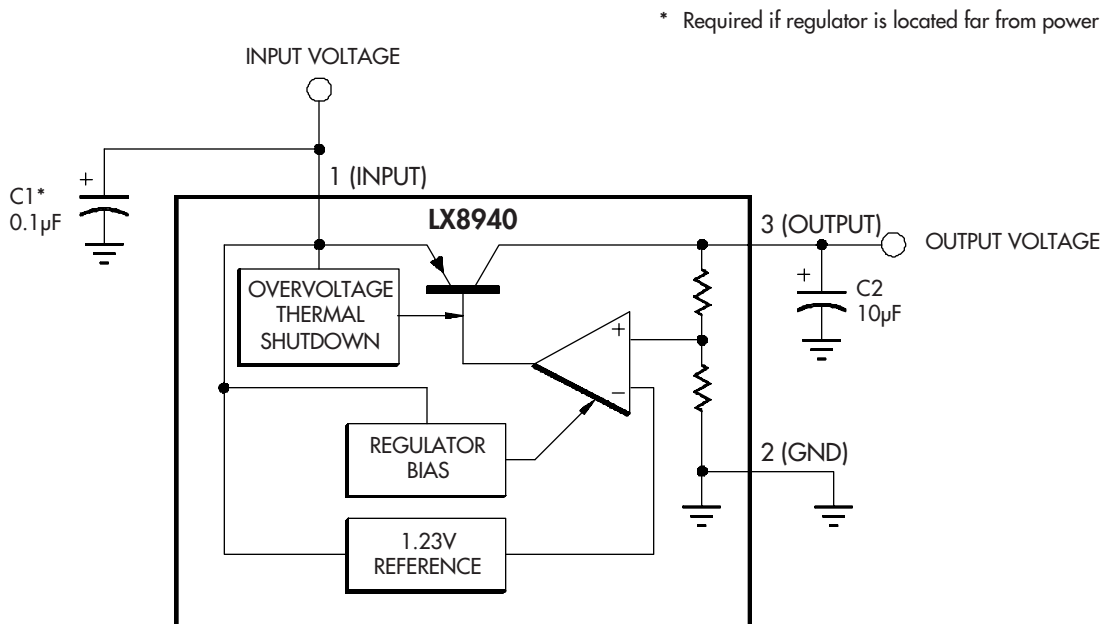 * Required if regulator is located far from power
INPUT VOLTAGE
1 (INPUT)
+
C1*
0.1µF
LX8940
3 (OUTPUT)
OUTPUT VOLTAGE
+
C2
10µF
OVERVOLTAGE
THERMAL
SHUTDOWN
+
−
REGULATOR
BIAS
2 (GND)
1.23V
REFERENCE